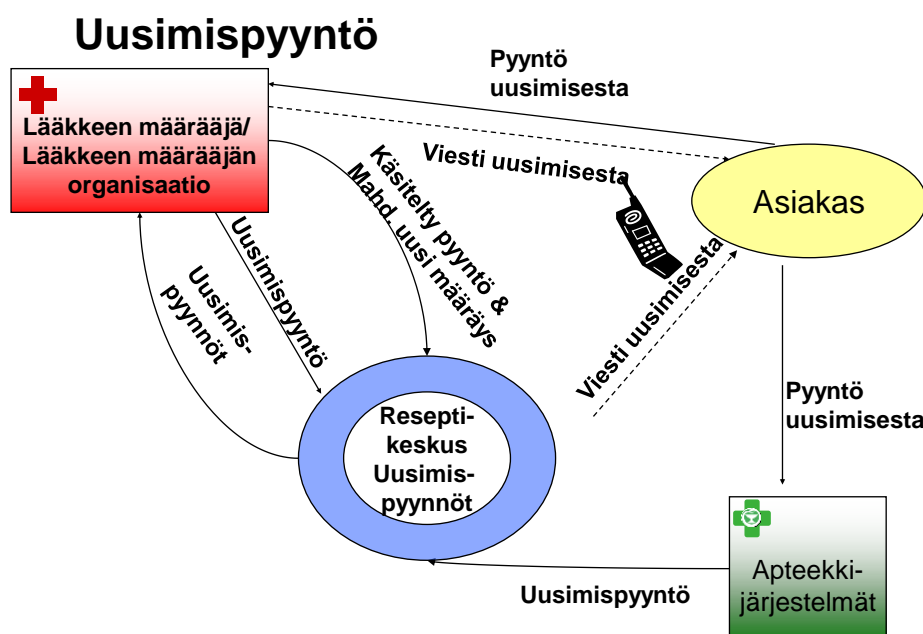 Uusimispyyntö
Pyyntö
uusimisesta
Lääkkeen määrääjä/
Lääkkeen määrääjän
organisaatio
Viesti uusimisesta
Asiakas
Käsitelty pyyntö &
Mahd. uusi määräys
Uusimispyyntö
Uusimis-
pyynnöt
Viesti uusimisesta
Pyyntö
uusimisesta
Resepti-
keskus
Uusimis-
pyynnöt
Uusimispyyntö
Apteekki-
järjestelmät